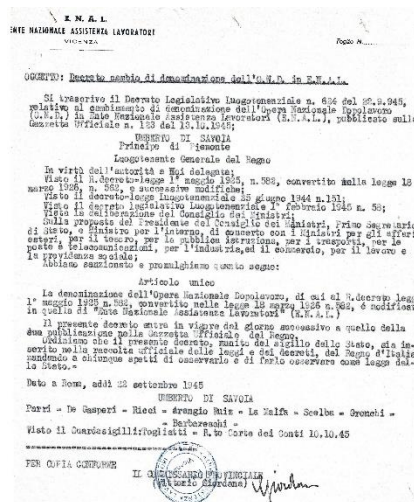 E. N. A. L.
ENTE NAZIONALE ASSISTENZA LAVORATORI
VICENZA
Foglio N.
OGGETTO: Decreto cambio di denominazione dell'O.N.D. in E.N.A.L.
SI trascrive il Decreto Legislativo Luogotenenziale n. 624 del 22.9.945,
relativo al cambiamento di denominazione dell'Opera Nazionale Dopolavoro
(O.N.D.) in Ente Nazionale Assistenza Lavoratori (E.N.A.L.), pubblicato sulla
Gazzetta Ufficiale n. 123 del 13.10.1945;
UMBERTO DI SAVOIA
Principe di Piemonte
Luogotenente Generale del Regno
In virtù dell'autorità a Noi delegata;
Visto il R.decreto-legge 1° maggio 1925, n.582, convertito nella legge 18
marzo 1926, n. 562, e successive modifiche;
Visto il decreto-legge luogotenenziale 25 giugno 1944 n.151;
Visto il decreto legislativo Luogotenenziale 1° febbraio 1945 n. 58;
Vista la deliberazione del Consiglio dei Ministri;
Sulla proposta del Presidente del Consiglio dei Ministri, Primo Segretario
di Stato, e Ministro per l'interno, di concerto con i Ministri per gli affari
esteri, per il tesoro, per la pubblica istruzione, per i trasporti, per le
poste e telecomunicazioni, per l'industria,ed il commercio, per il lavoro e
la previdenza sociale;
Abbiamo sanzionato e promulghiamo quanto segue:
Articolo unico
La denominazione dell'Opera Nazionale Dopolavoro, di cui al R.decreto legge
1° maggio 1925 n.582, convertito nella legge 18 marzo 1926 n.562, è modificata
in quella di "Ente Nazionale Assistenza Lavoratori" (E.N.A.L.)
Il presente decreto entra in vigore dal giorno successivo a quello della
sua pubblicazione nella Gazzetta Ufficiale del Regno.
Ordiniamo che il presente decreto, munito del sigillo dello Stato, sia in=
serito nella raccolta ufficiale delle leggi e dei decreti, del Regno d'Italia
mandando a chiunque spetti di osservarlo e di farlo osservare come legge del=
lo Stato.=
Dato a Roma, addì 22 settembre 1945
UMBERTO DI SAVOIA
Parri - De Gasperi - Ricci - Arangio Ruiz - La Malfa - Scelba - Gronchi -
- Barbareschi -
Visto il Guardasigilli:Togliatti - R.to Corte dei Conti 10.10.45
PER COPIA CONFORME
IL COMMISSARIO PROVINCIALE
(Vittorio Giordana)